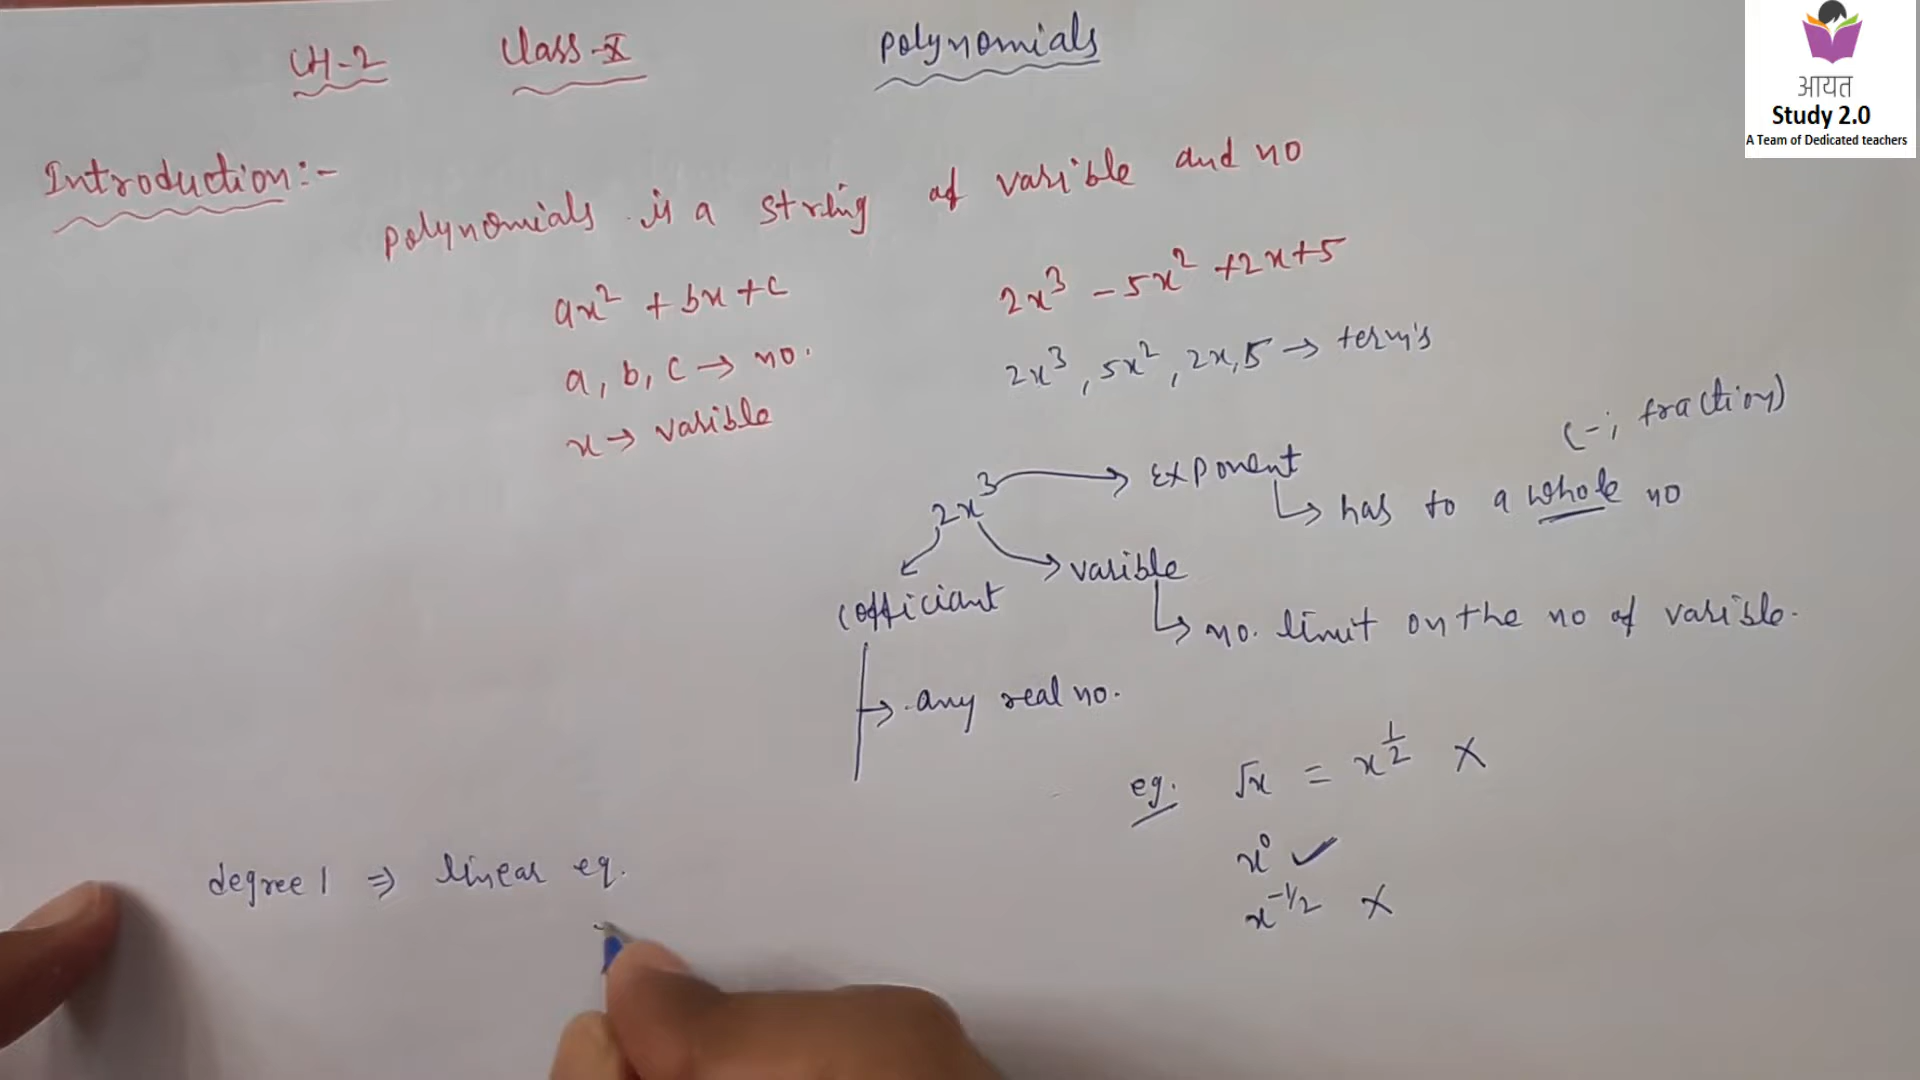 CH-2 Class-X polynomials
आयत
Study 2.0
A Team of Dedicated teachers
Introduction:-
polynomials is a string of varible and no
ax² + bx + c
2x³ - 5x² + 2x + 5
a, b, c → no.
2x³, 5x², 2x, 5 → term's
x → varible
(-, fraction)
2x³
Exponent
has to a whole no
varible
no. limit on the no of varible.
cofficiant
any real no.
eg. √x = x^1/2 ×
x⁰ ✓
x^-1/2 ×
degree 1 ⇒ linear eq.